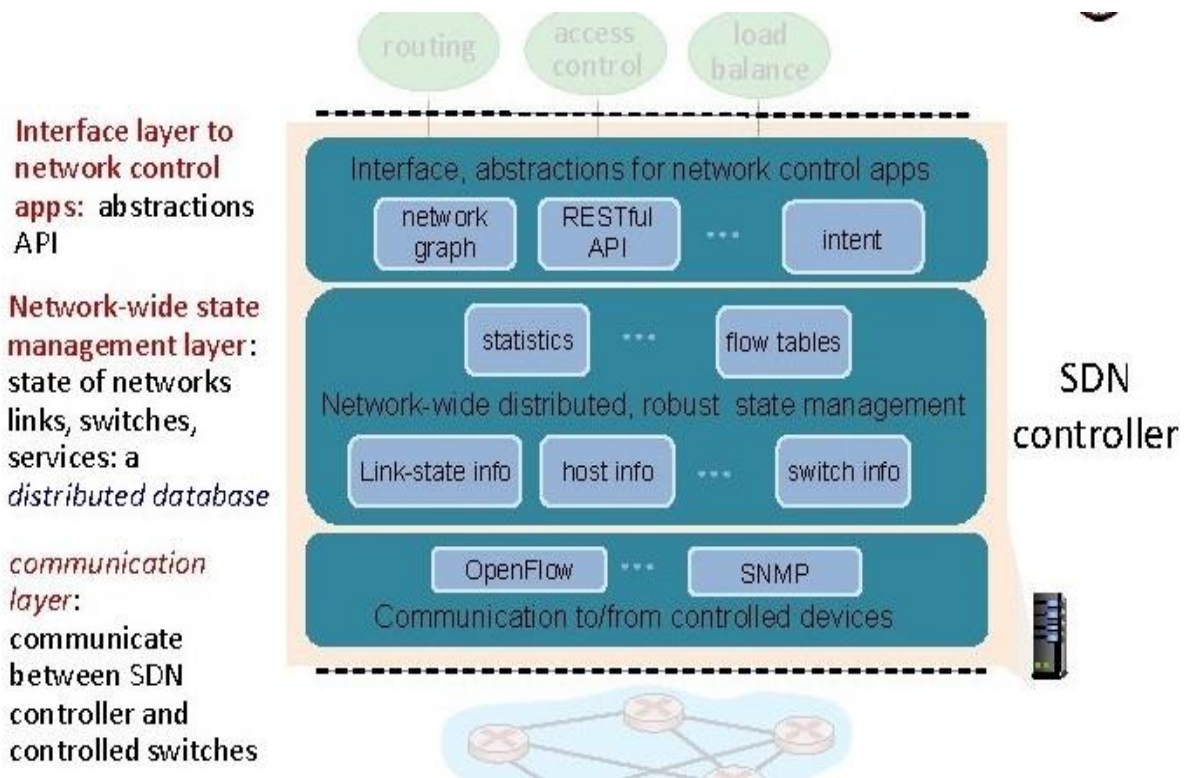 routing
access
control
load
balance
Interface layer to
network control
apps: abstractions
API
Interface, abstractions for network control apps
network
graph
RESTful
API
...
intent
Network-wide state
management layer:
state of networks
links, switches,
services: a
distributed database
statistics
...
flow tables
Network-wide distributed, robust state management
Link-state info
host info
...
switch info
SDN
controller
communication
layer:
communicate
between SDN
controller and
controlled switches
OpenFlow
...
SNMP
Communication to/from controlled devices